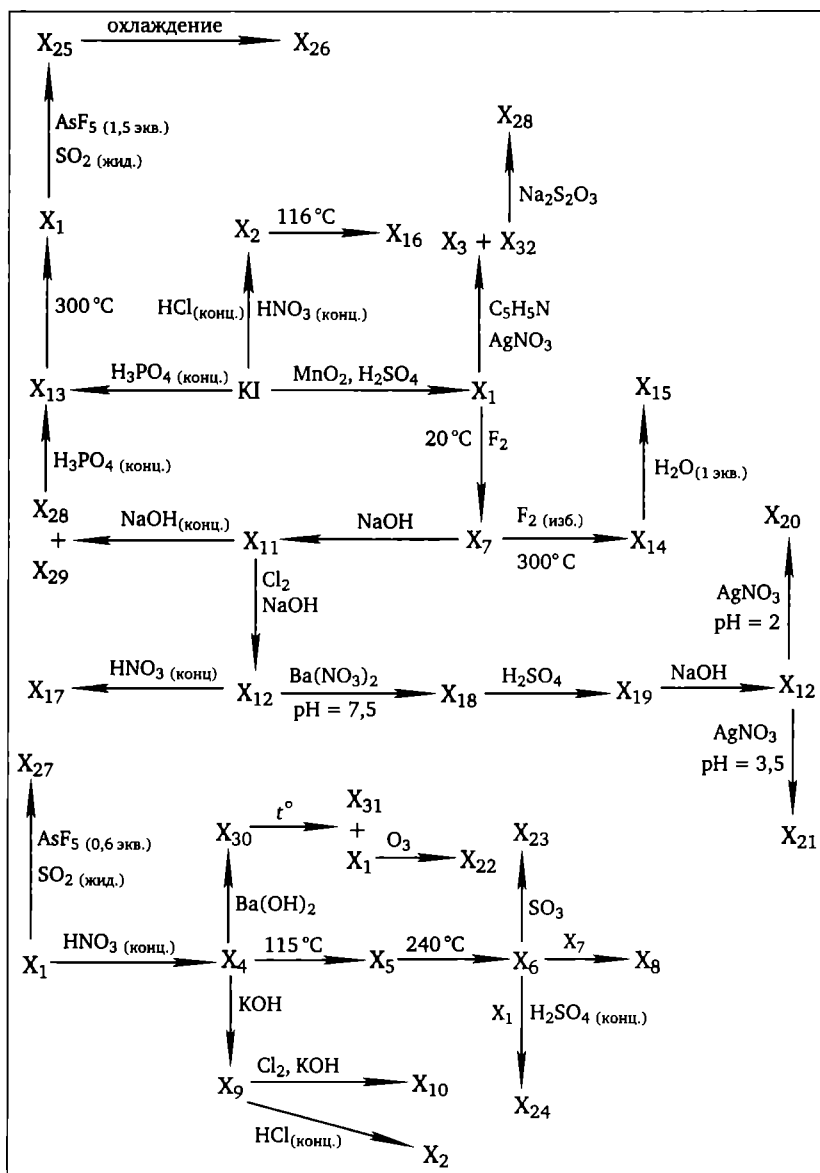 X₂₅ охлаждение X₂₆
AsF₅ (1,5 экв.)
SO₂ (жид.)
X₂₈
Na₂S₂O₃
X₁
X₂ 116 °C X₁₆
X₃ + X₃₂
300 °C
HCl(конц.) HNO₃ (конц.)
C₅H₅N
AgNO₃
X₁₃ H₃PO₄ (конц.) KI MnO₂, H₂SO₄ X₁
X₁₅
H₃PO₄ (конц.)
20 °C F₂
H₂O(1 экв.)
X₂₈
+
X₂₉
NaOH(конц.) X₁₁ NaOH X₇ F₂ (изб.) 300 °C X₁₄
X₂₀
Cl₂
NaOH
AgNO₃
pH = 2
X₁₇ HNO₃ (конц) X₁₂ Ba(NO₃)₂ pH = 7,5 X₁₈ H₂SO₄ X₁₉ NaOH X₁₂
AgNO₃
pH = 3,5
X₂₁
X₂₇
AsF₅ (0,6 экв.)
SO₂ (жид.)
X₃₀ t° X₃₁
+
X₁ O₃ X₂₂
X₂₃
Ba(OH)₂
SO₃
X₁ HNO₃ (конц.) X₄ 115 °C X₅ 240 °C X₆ X₇ X₈
KOH
X₁ H₂SO₄ (конц.)
X₉ Cl₂, KOH X₁₀
X₂₄
HCl(конц.)
X₂